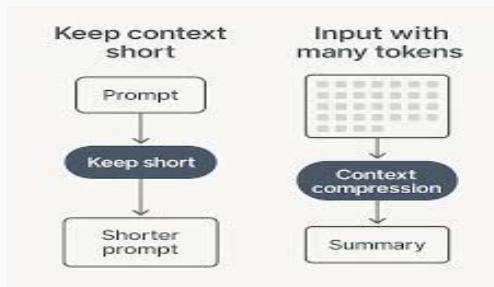 Keep context
short
Prompt
Keep short
Shorter
prompt
Input with
many tokens
Context
compression
Summary